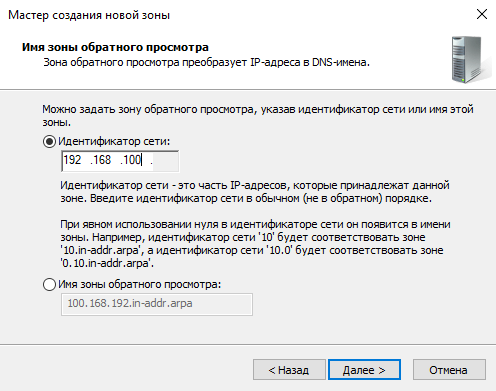 Мастер создания новой зоны
Имя зоны обратного просмотра
Зона обратного просмотра преобразует IP-адреса в DNS-имена.
Можно задать зону обратного просмотра, указав идентификатор сети или имя этой
зоны.
Идентификатор сети:
192 .168 .100 .
Идентификатор сети - это часть IP-адресов, которые принадлежат данной
зоне. Введите идентификатор сети в обычном (не в обратном) порядке.
При явном использовании нуля в идентификаторе сети он появится в имени
зоны. Например, идентификатор сети '10' будет соответствовать зоне
'10.in-addr.arpa', а идентификатор сети '10.0' будет соответствовать зоне
'0.10.in-addr.arpa'.
Имя зоны обратного просмотра:
100.168.192.in-addr.arpa
< Назад Далее > Отмена